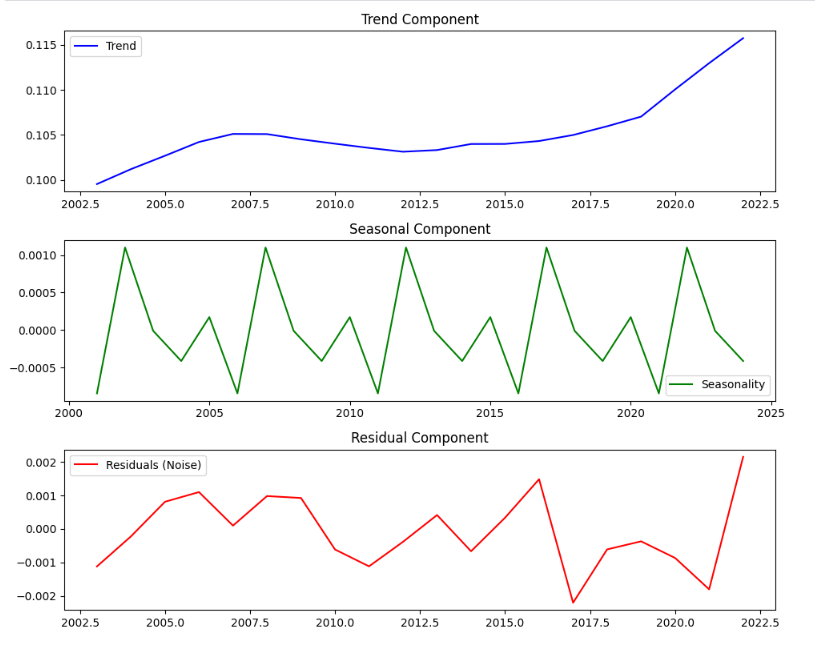 Trend Component
0.115
0.110
0.105
0.100
Trend
2002.5 2005.0 2007.5 2010.0 2012.5 2015.0 2017.5 2020.0 2022.5
Seasonal Component
0.0010
0.0005
0.0000
−0.0005
Seasonality
2000 2005 2010 2015 2020 2025
Residual Component
0.002
0.001
0.000
−0.001
−0.002
Residuals (Noise)
2002.5 2005.0 2007.5 2010.0 2012.5 2015.0 2017.5 2020.0 2022.5